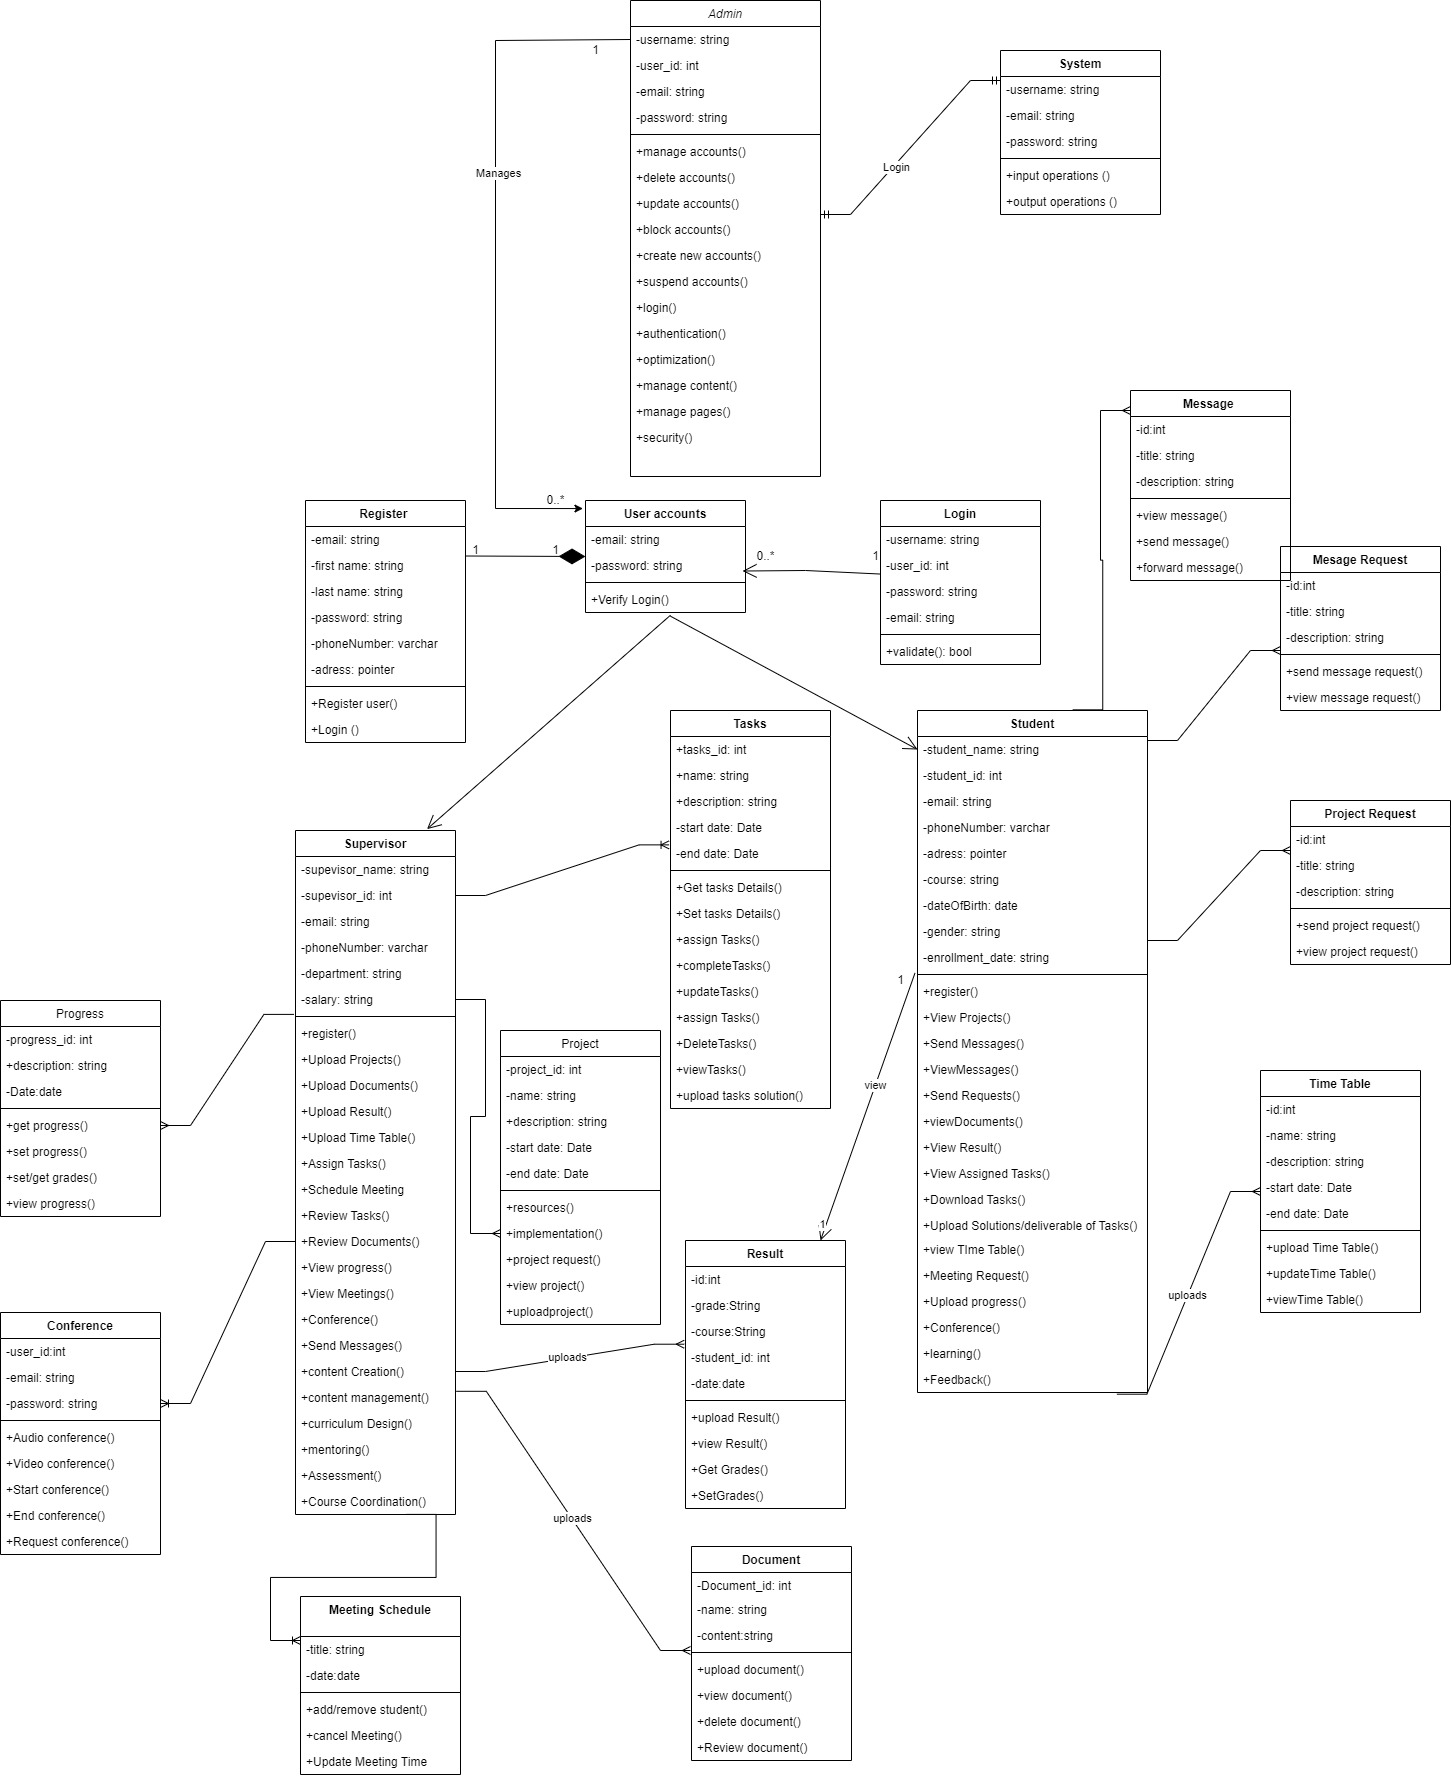 Admin
-username: string
-user_id: int
-email: string
-password: string
+manage accounts()
+delete accounts()
+update accounts()
+block accounts()
+create new accounts()
+suspend accounts()
+login()
+authentication()
+optimization()
+manage content()
+manage pages()
+security()
1
Manages
0..*
System
-username: string
-email: string
-password: string
+input operations ()
+output operations ()
Login
Register
-email: string
-first name: string
-last name: string
-password: string
-phoneNumber: varchar
-adress: pointer
+Register user()
+Login ()
1
1
User accounts
-email: string
-password: string
+Verify Login()
0..*
1
Login
-username: string
-user_id: int
-password: string
-email: string
+validate(): bool
Message
-id:int
-title: string
-description: string
+view message()
+send message()
+forward message()
Mesage Request
-id:int
-title: string
-description: string
+send message request()
+view message request()
Tasks
+tasks_id: int
+name: string
+description: string
-start date: Date
-end date: Date
+Get tasks Details()
+Set tasks Details()
+assign Tasks()
+completeTasks()
+updateTasks()
+assign Tasks()
+DeleteTasks()
+viewTasks()
+upload tasks solution()
Student
-student_name: string
-student_id: int
-email: string
-phoneNumber: varchar
-adress: pointer
-course: string
-dateOfBirth: date
-gender: string
-enrollment_date: string
+register()
+View Projects()
+Send Messages()
+ViewMessages()
+Send Requests()
+viewDocuments()
+View Result()
+View Assigned Tasks()
+Download Tasks()
+Upload Solutions/deliverable of Tasks()
+view TIme Table()
+Meeting Request()
+Upload progress()
+Conference()
+learning()
+Feedback()
Project Request
-id:int
-title: string
-description: string
+send project request()
+view project request()
Supervisor
-supevisor_name: string
-supevisor_id: int
-email: string
-phoneNumber: varchar
-department: string
-salary: string
+register()
+Upload Projects()
+Upload Documents()
+Upload Result()
+Upload Time Table()
+Assign Tasks()
+Schedule Meeting
+Review Tasks()
+Review Documents()
+View progress()
+View Meetings()
+Conference()
+Send Messages()
+content Creation()
+content management()
+curriculum Design()
+mentoring()
+Assessment()
+Course Coordination()
Progress
-progress_id: int
+description: string
-Date:date
+get progress()
+set progress()
+set/get grades()
+view progress()
Project
-project_id: int
-name: string
+description: string
-start date: Date
-end date: Date
+resources()
+implementation()
+project request()
+view project()
+uploadproject()
1
view
1
Time Table
-id:int
-name: string
-description: string
-start date: Date
-end date: Date
+upload Time Table()
+updateTime Table()
+viewTime Table()
uploads
Result
-id:int
-grade:String
-course:String
-student_id: int
-date:date
+upload Result()
+view Result()
+Get Grades()
+SetGrades()
uploads
Conference
-user_id:int
-email: string
-password: string
+Audio conference()
+Video conference()
+Start conference()
+End conference()
+Request conference()
uploads
Document
-Document_id: int
-name: string
-content:string
+upload document()
+view document()
+delete document()
+Review document()
Meeting Schedule
-title: string
-date:date
+add/remove student()
+cancel Meeting()
+Update Meeting Time